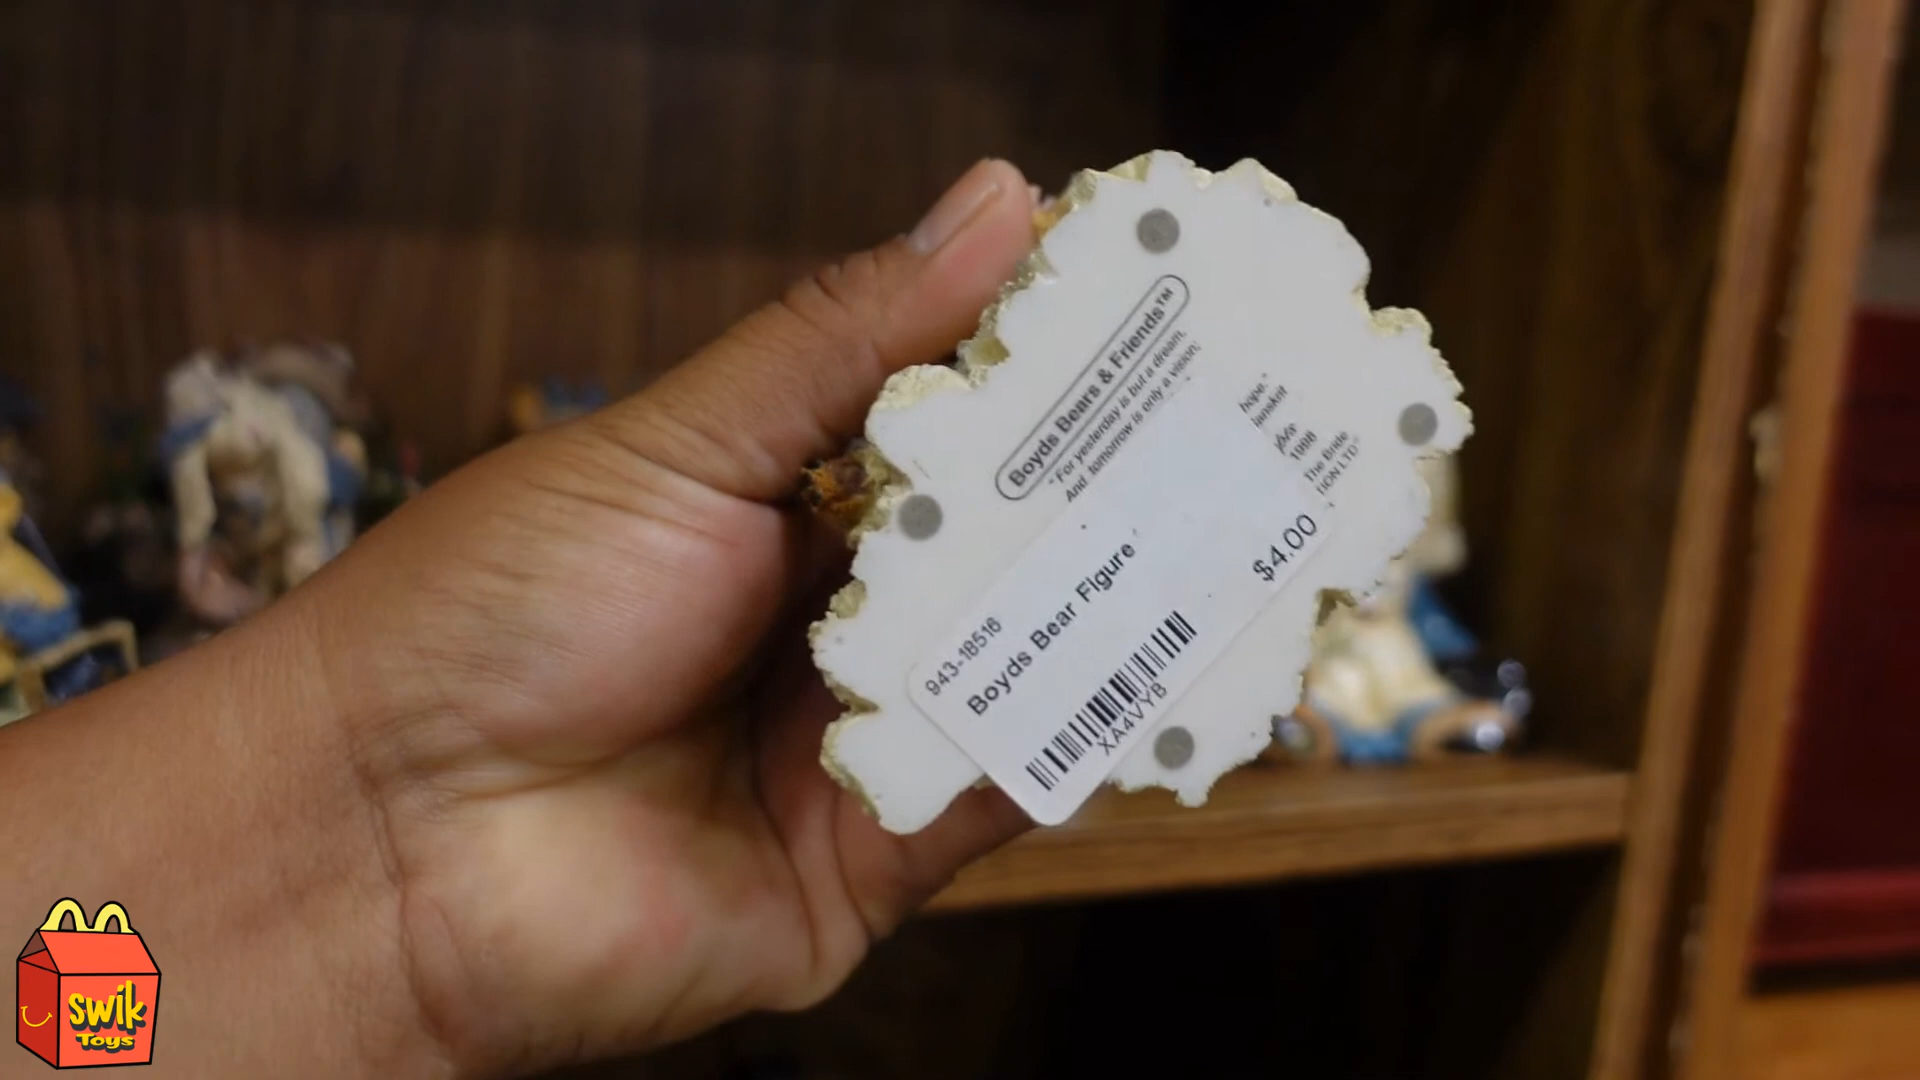 Boyds Bears & Friends™
"For yesterday is but a dream,
And tomorrow is only a vision;
hope."
1998
The Bride
TION LTD
943-18516
Boyds Bear Figure
$4.00
XA4VYB
Swik
Toys